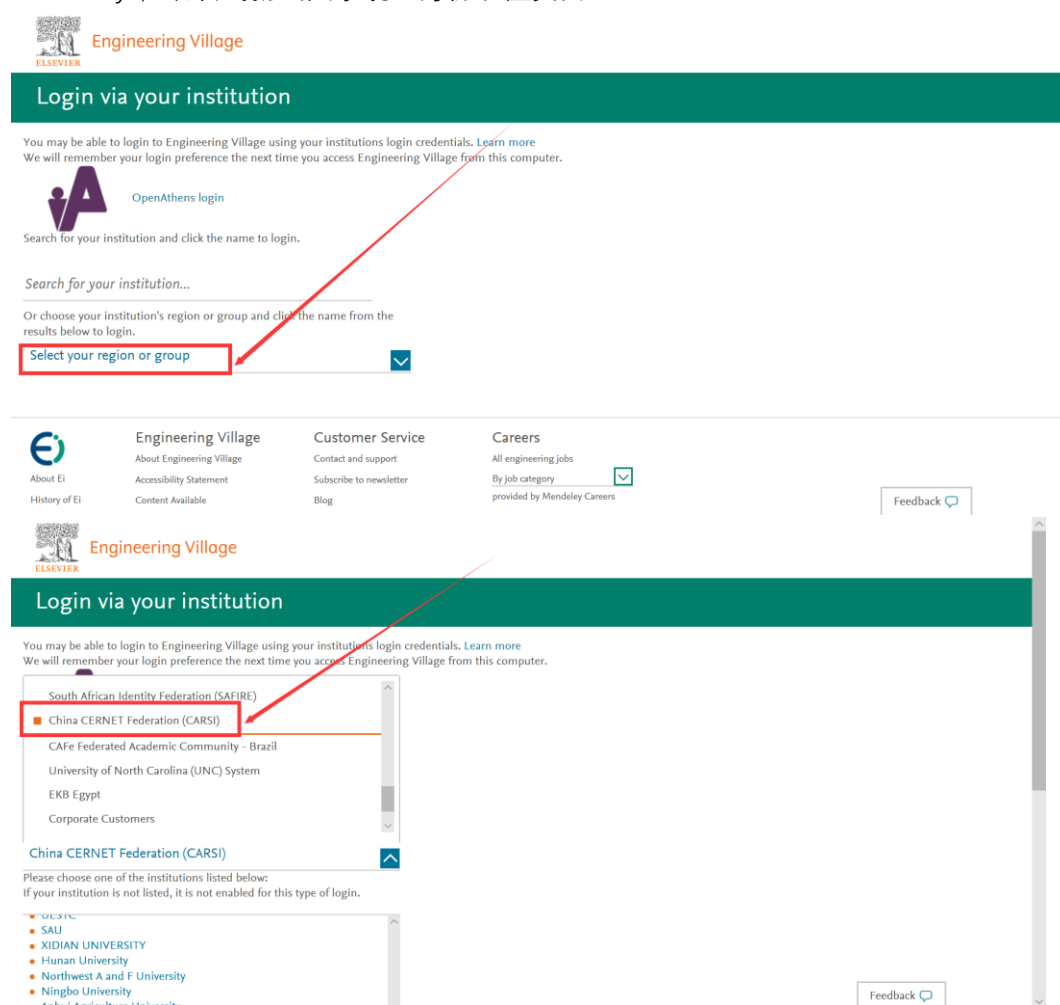 ELSEVIER
Engineering Village
Login via your institution
You may be able to login to Engineering Village using your institutions login credentials. Learn more
We will remember your login preference the next time you access Engineering Village from this computer.
OpenAthens login
Search for your institution and click the name to login.
Search for your institution...
Or choose your institution's region or group and click the name from the
results below to login.
Select your region or group
Engineering Village
Customer Service
Careers
About Engineering Village
Contact and support
All engineering jobs
About Ei
Accessibility Statement
Subscribe to newsletter
By job category
History of Ei
Content Available
Blog
provided by Mendeley Careers
Feedback
ELSEVIER
Engineering Village
Login via your institution
You may be able to login to Engineering Village using your institutions login credentials. Learn more
We will remember your login preference the next time you access Engineering Village from this computer.
South African Identity Federation (SAFIRE)
China CERNET Federation (CARSI)
CAFe Federated Academic Community - Brazil
University of North Carolina (UNC) System
EKB Egypt
Corporate Customers
China CERNET Federation (CARSI)
Please choose one of the institutions listed below:
If your institution is not listed, it is not enabled for this type of login.
UESTC
SAU
XIDIAN UNIVERSITY
Hunan University
Northwest A and F University
Ningbo University
Feedback